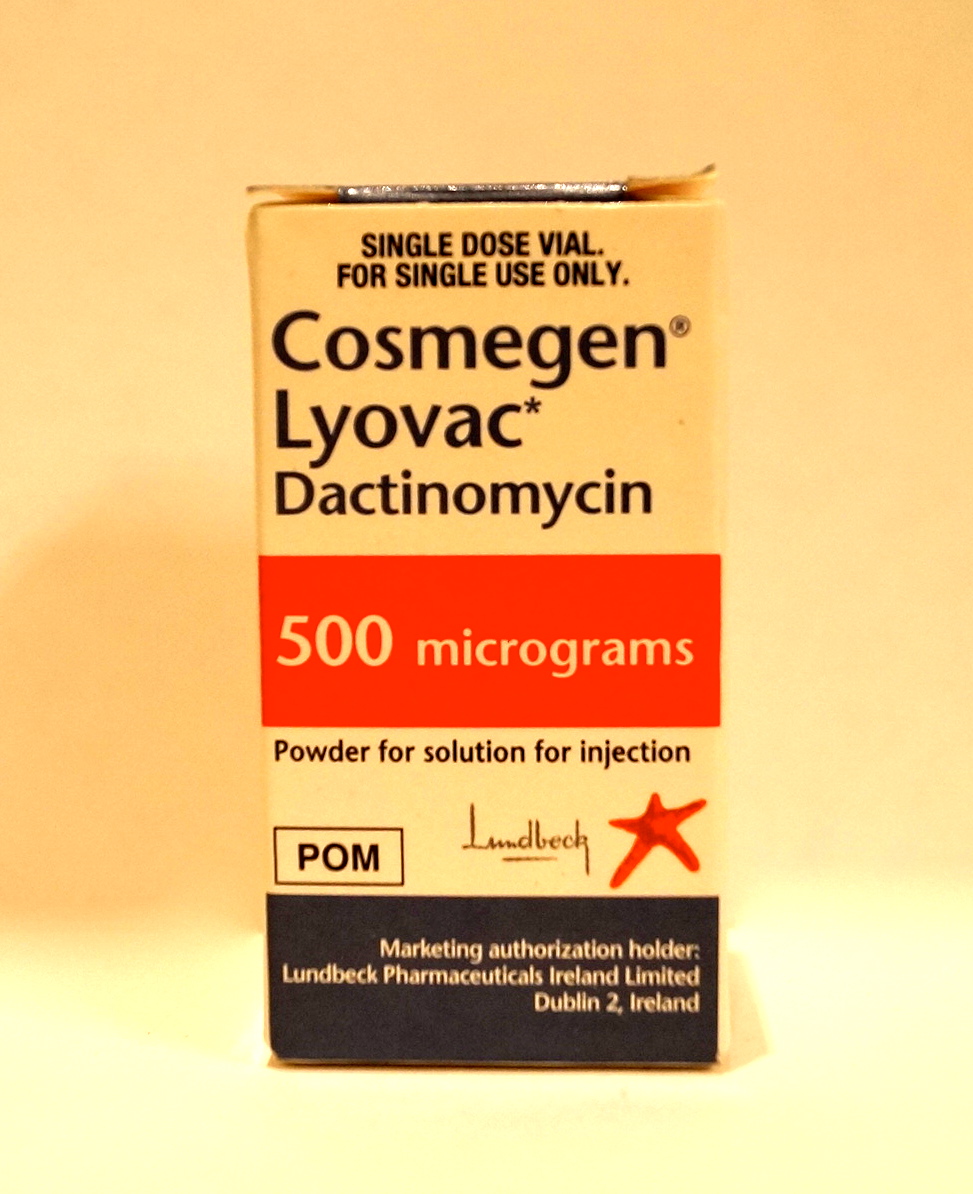 SINGLE DOSE VIAL.
FOR SINGLE USE ONLY.
Cosmegen®
Lyovac*
Dactinomycin
500 micrograms
Powder for solution for injection
POM
Lundbeck
Marketing authorization holder:
Lundbeck Pharmaceuticals Ireland Limited
Dublin 2, Ireland